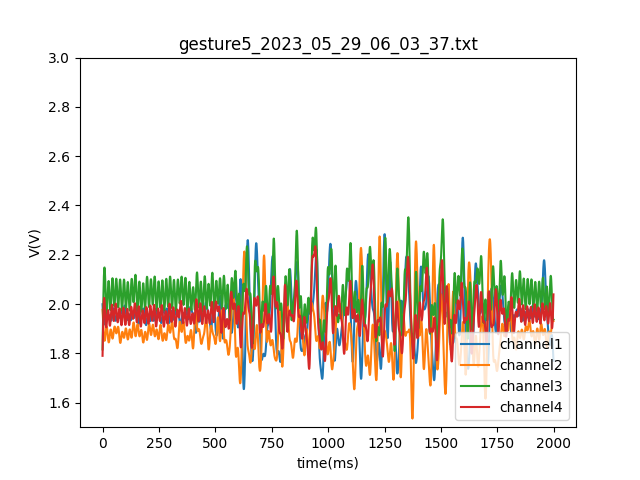 gesture5_2023_05_29_06_03_37.txt
3.0
2.8
2.6
2.4
2.2
2.0
1.8
1.6
V(V)
channel1
channel2
channel3
channel4
0 250 500 750 1000 1250 1500 1750 2000
time(ms)